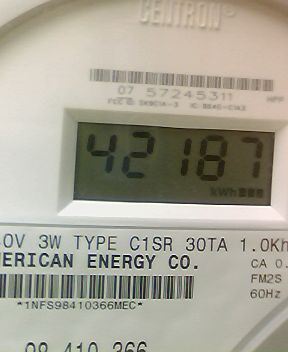 CENTRON®
07 57245311
42187
kWh
OV 3W TYPE C1SR 30TA 1.0Kh
ERICAN ENERGY CO.
CA 0.
FM2S
60Hz
*1NFS98410366MEC*
98 410 366